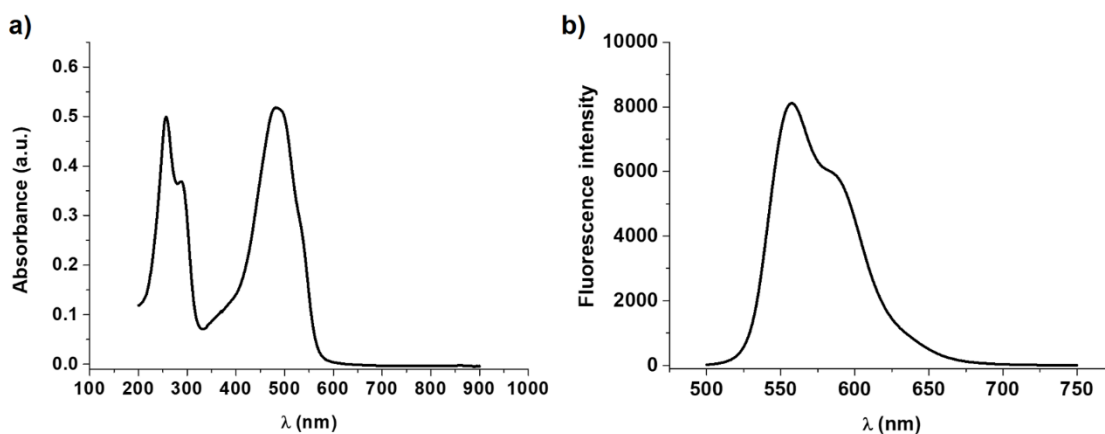 a)
Absorbance (a.u.)
0.6
0.5
0.4
0.3
0.2
0.1
0.0
100 200 300 400 500 600 700 800 900 1000
λ (nm)
b)
Fluorescence intensity
10000
8000
6000
4000
2000
0
500 550 600 650 700 750
λ (nm)